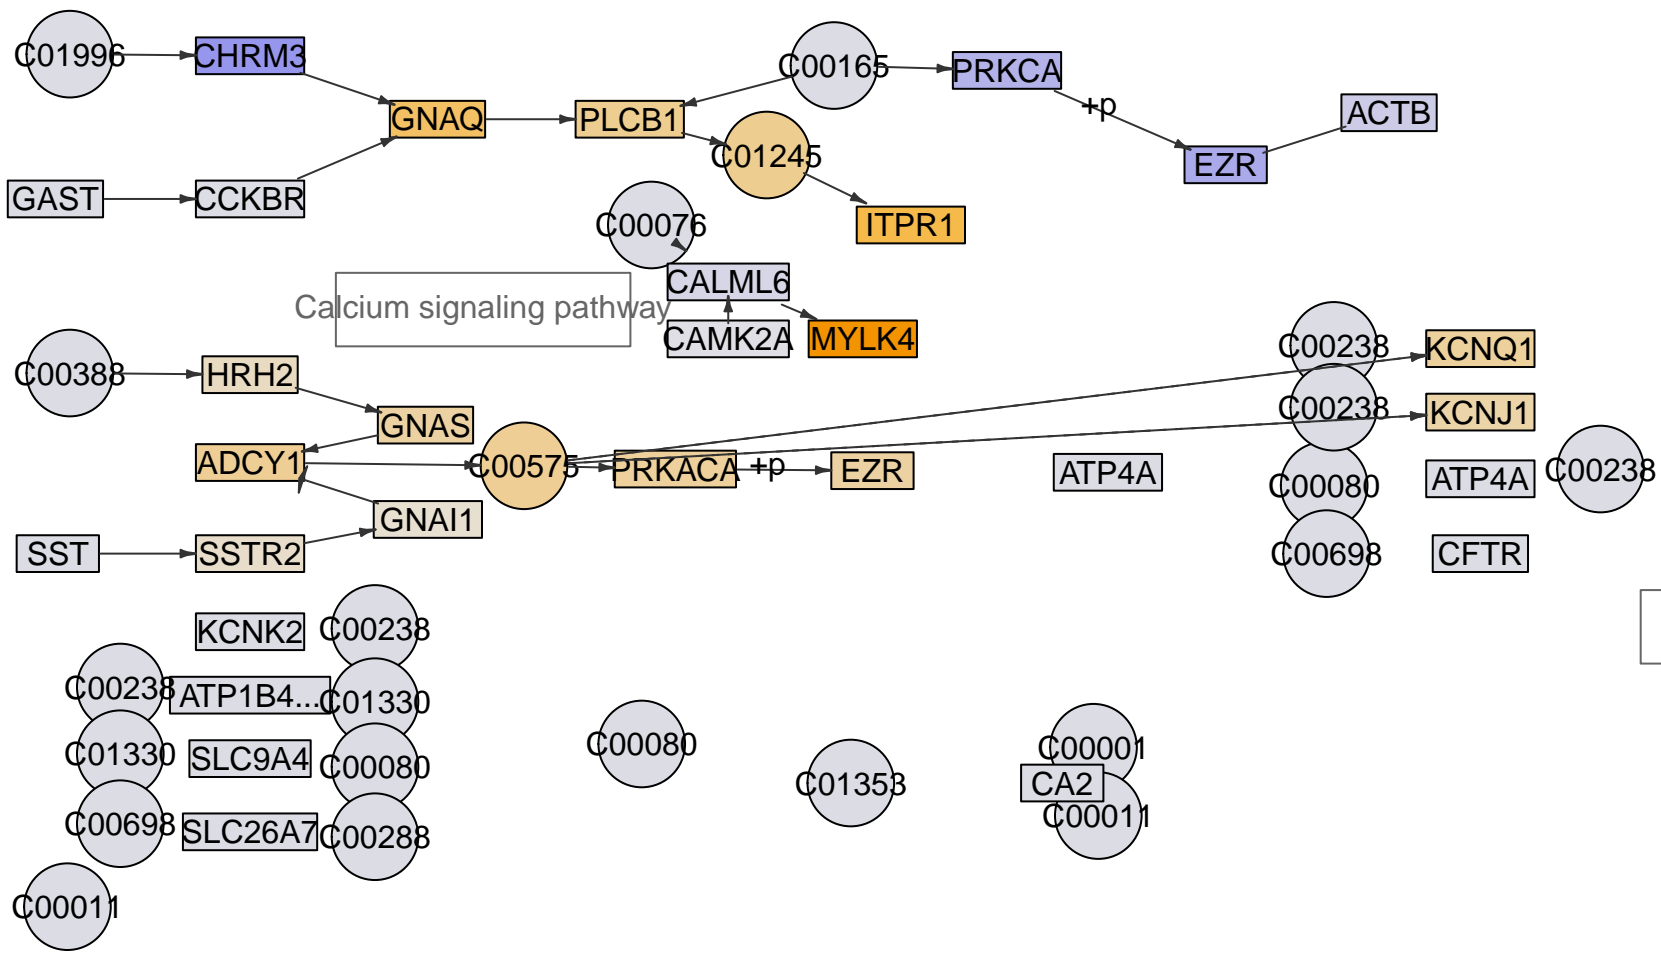 C01996
CHRM3
C00165
PRKCA
+p
ACTB
GNAQ
PLCB1
C01245
EZR
GAST
CCKBR
C00076
ITPR1
CALML6
Calcium signaling pathway
CAMK2A
MYLK4
C00238
KCNQ1
C00388
HRH2
C00238
KCNJ1
GNAS
ADCY1
C00575
PRKACA
+p
EZR
ATP4A
C00080
ATP4A
C00238
GNAI1
SST
SSTR2
C00698
CFTR
KCNK2
C00238
C00238
ATP1B4...
C01330
C01330
SLC9A4
C00080
C00080
C01353
C00001
CA2
C00011
C00698
SLC26A7
C00288
C00011